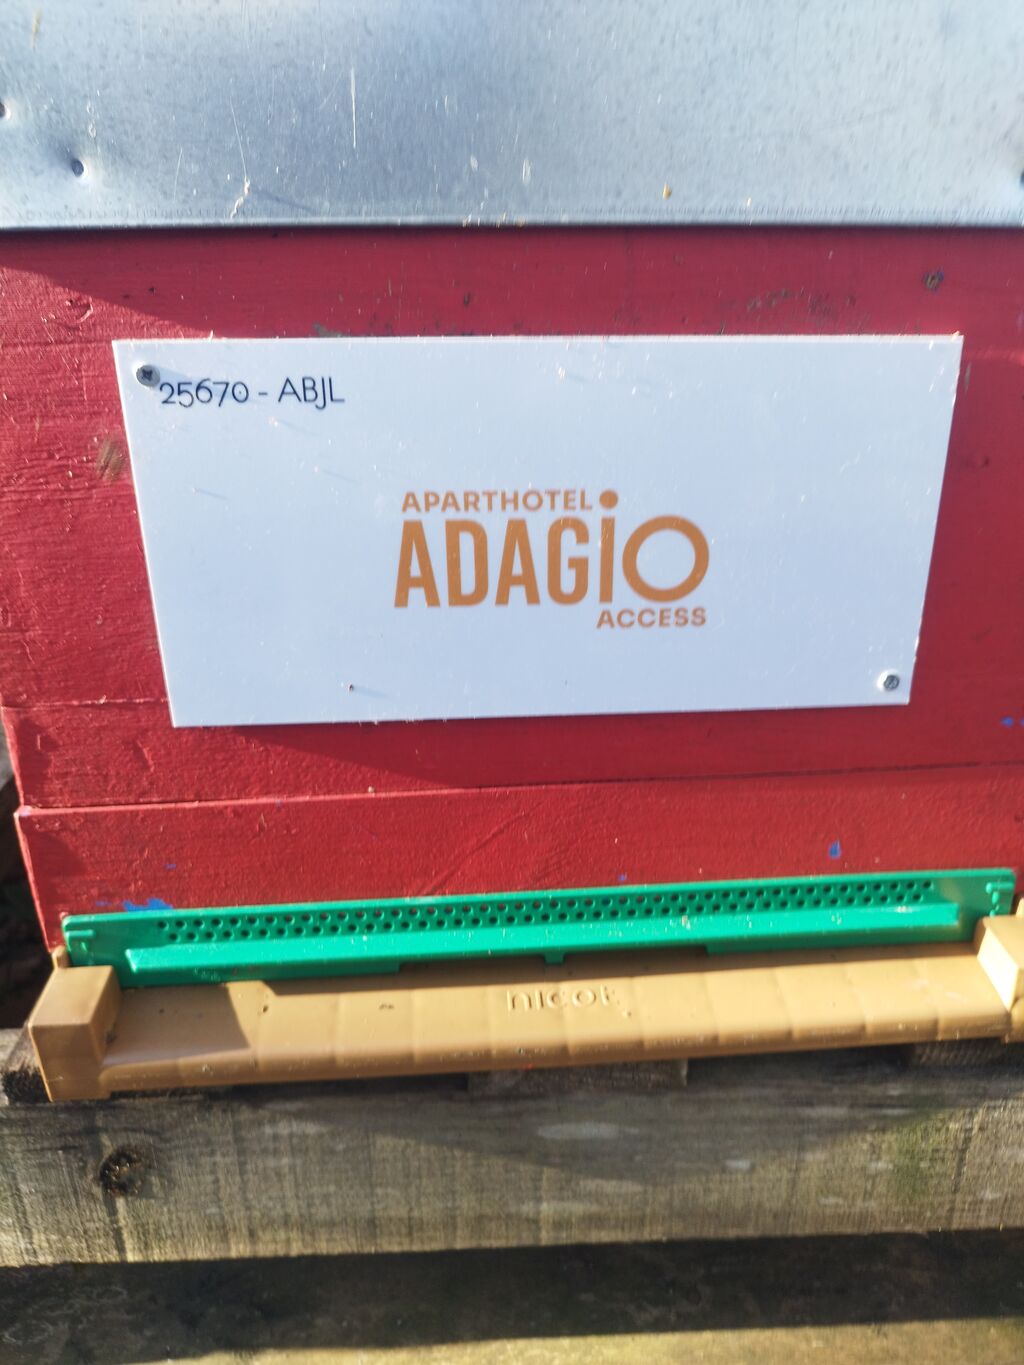 25670 - ABJL
APARTHOTEL
ADAGiO
ACCESS
nicot